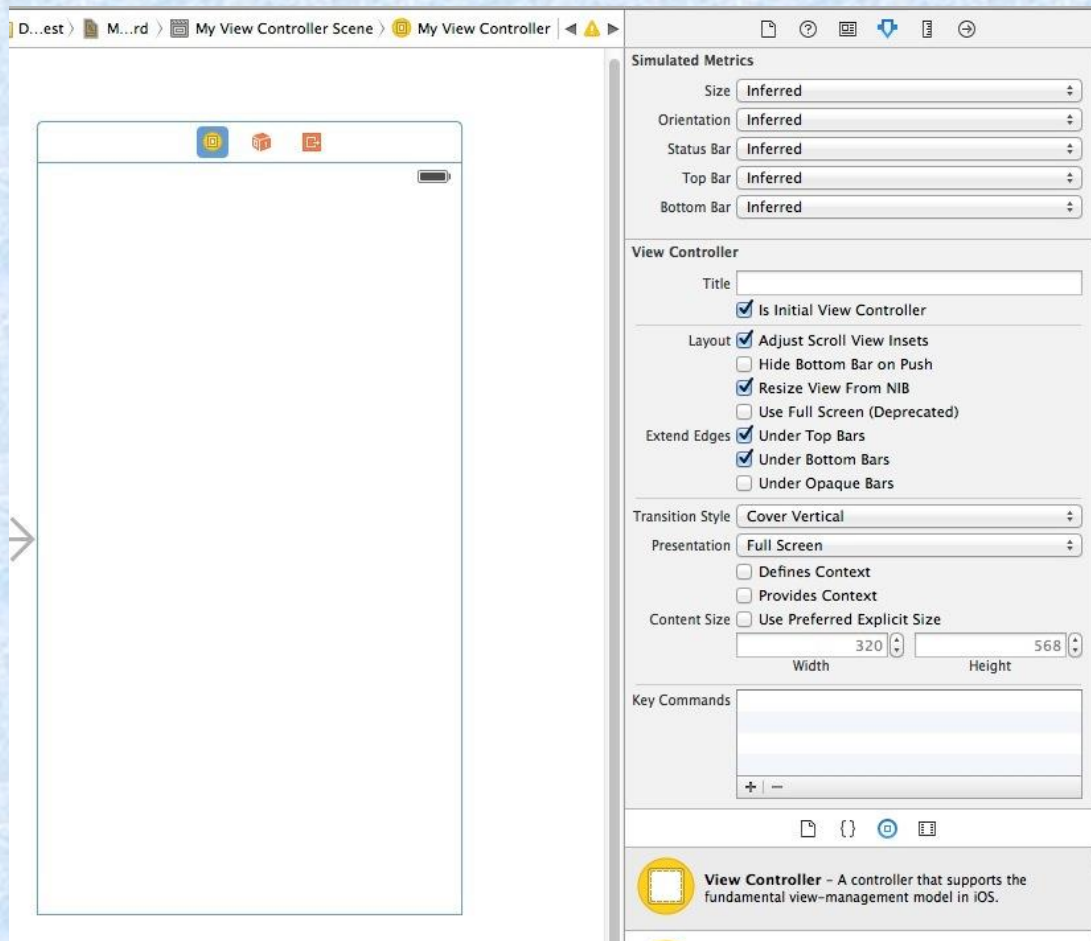 D...est 〉 M...rd 〉 My View Controller Scene 〉 My View Controller
Simulated Metrics
Size Inferred
Orientation Inferred
Status Bar Inferred
Top Bar Inferred
Bottom Bar Inferred
View Controller
Title
Is Initial View Controller
Layout Adjust Scroll View Insets
Hide Bottom Bar on Push
Resize View From NIB
Use Full Screen (Deprecated)
Extend Edges Under Top Bars
Under Bottom Bars
Under Opaque Bars
Transition Style Cover Vertical
Presentation Full Screen
Defines Context
Provides Context
Content Size Use Preferred Explicit Size
320 568
Width Height
Key Commands
+ | −
{}
View Controller – A controller that supports the
fundamental view-management model in iOS.